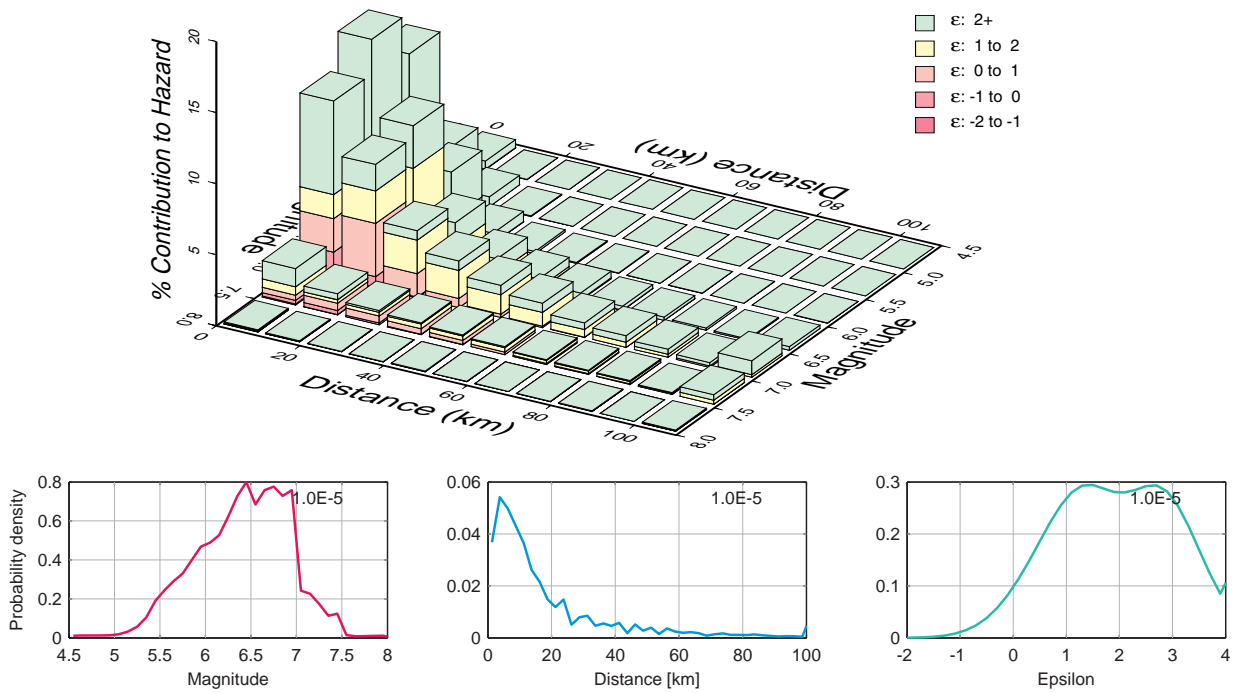 ε: 2+
ε: 1 to 2
ε: 0 to 1
ε: -1 to 0
ε: -2 to -1
% Contribution to Hazard
20
15
10
5
0
20
40
60
80
100
Distance (km)
4.5
5.0
5.5
6.0
6.5
7.0
7.5
8.0
Magnitude
7.5
8.0
0
20
40
60
80
100
Distance (km)
Probability density
0.8
0.6
0.4
0.2
0
1.0E-5
4.5 5 5.5 6 6.5 7 7.5 8
Magnitude
0.06
0.04
0.02
0
1.0E-5
0 20 40 60 80 100
Distance [km]
0.3
0.2
0.1
0
1.0E-5
-2 -1 0 1 2 3 4
Epsilon